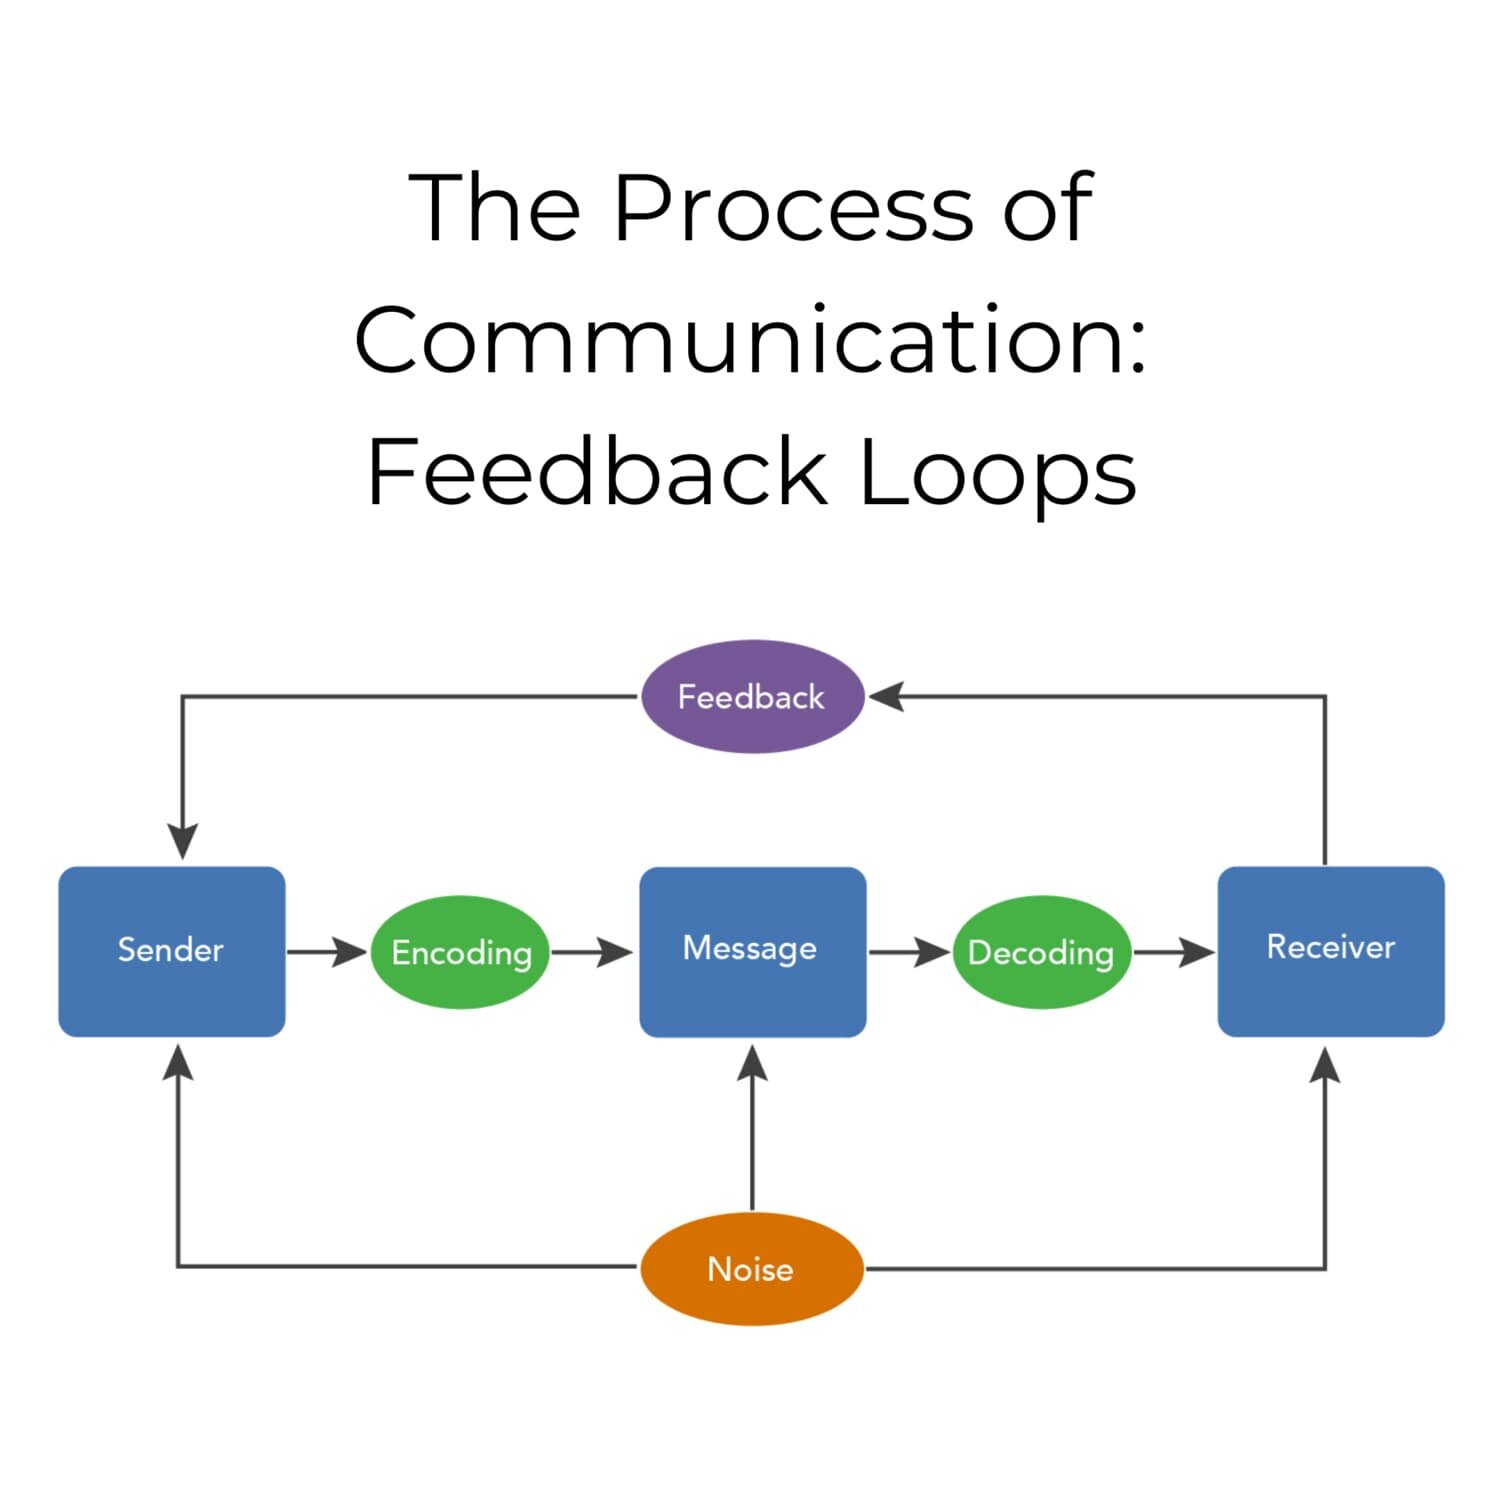 The Process of
Communication:
Feedback Loops
Feedback
Sender
Encoding
Message
Decoding
Receiver
Noise